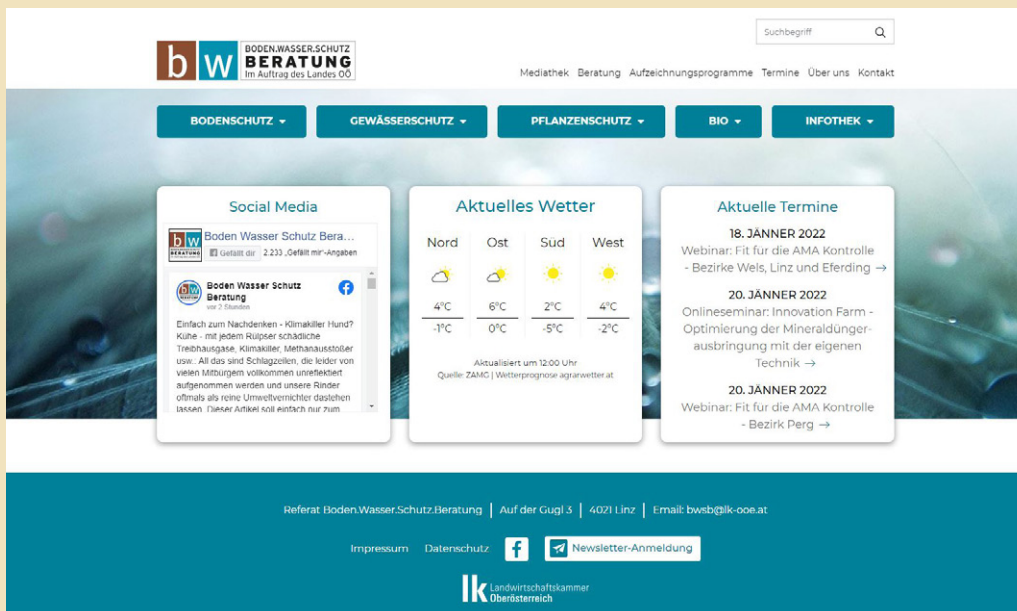 Suchbegriff
bw BODEN.WASSER.SCHUTZ
BERATUNG
Im Auftrag des Landes OÖ
Mediathek Beratung Aufzeichnungsprogramme Termine Über uns Kontakt
BODENSCHUTZ GEWÄSSERSCHUTZ PFLANZENSCHUTZ BIO INFOTHEK
Social Media
bw
BERATUNG
Boden Wasser Schutz Bera...
Gefällt dir 2.233 „Gefällt mir“-Angaben
Boden Wasser Schutz
Beratung
vor 2 Stunden
Einfach zum Nachdenken - Klimakiller Hund?
Kühe - mit jedem Rülpser schädliche
Treibhausgase, Klimakiller, Methanausstoßer
usw.: All das sind Schlagzeilen, die leider von
vielen Mitbürgern vollkommen unreflektiert
aufgenommen werden und unsere Rinder
oftmals als reine Umweltvernichter dastehen
lassen. Dieser Artikel soll einfach nur zum
Aktuelles Wetter
Nord Ost Süd West
4°C 6°C 2°C 4°C
-1°C 0°C -5°C -2°C
Aktualisiert um 12:00 Uhr
Quelle: ZAMG | Wetterprognose agrarwetter.at
Aktuelle Termine
18. JÄNNER 2022
Webinar: Fit für die AMA Kontrolle
- Bezirke Wels, Linz und Eferding →
20. JÄNNER 2022
Onlineseminar: Innovation Farm -
Optimierung der Mineraldünger-
ausbringung mit der eigenen
Technik →
20. JÄNNER 2022
Webinar: Fit für die AMA Kontrolle
- Bezirk Perg →
Referat Boden.Wasser.Schutz.Beratung | Auf der Gugl 3 | 4021 Linz | Email: bwsb@lk-ooe.at
Impressum Datenschutz f Newsletter-Anmeldung
lk Landwirtschaftskammer
Oberösterreich